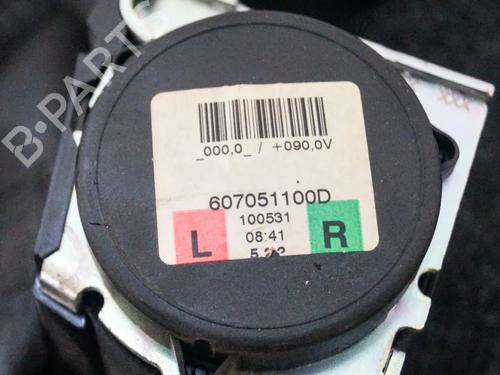 B-PARTS
_000,0_ / +090,0V
607051100D
100531
L
08:41
R